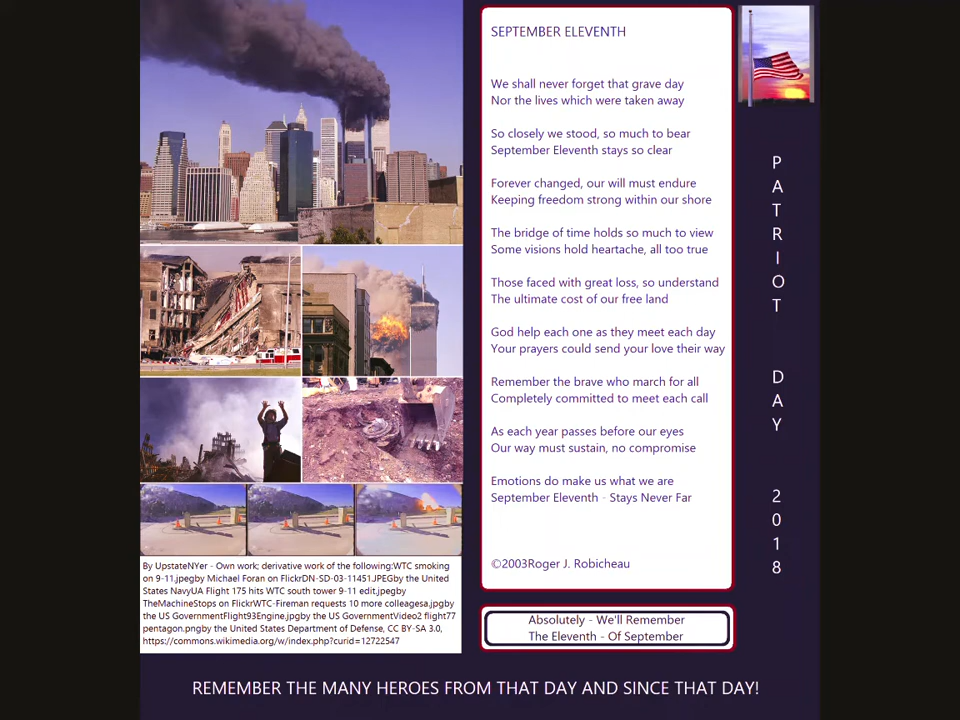 SEPTEMBER ELEVENTH
We shall never forget that grave day
Nor the lives which were taken away
So closely we stood, so much to bear
September Eleventh stays so clear
Forever changed, our will must endure
Keeping freedom strong within our shore
The bridge of time holds so much to view
Some visions hold heartache, all too true
Those faced with great loss, so understand
The ultimate cost of our free land
God help each one as they meet each day
Your prayers could send your love their way
Remember the brave who march for all
Completely committed to meet each call
As each year passes before our eyes
Our way must sustain, no compromise
Emotions do make us what we are
September Eleventh - Stays Never Far
©2003Roger J. Robicheau
Absolutely - We'll Remember
The Eleventh - Of September
PATRIOT DAY 2018
By UpstateNYer - Own work; derivative work of the following:WTC smoking
on 9-11.jpegby Michael Foran on FlickrDN-SD-03-11451.JPEGby the United
States NavyUA Flight 175 hits WTC south tower 9-11 edit.jpegby
TheMachineStops on FlickrWTC-Fireman requests 10 more colleagesa.jpgby
the US GovernmentFlight93Engine.jpgby the US GovernmentVideo2 flight77
pentagon.pngby the United States Department of Defense, CC BY-SA 3.0,
https://commons.wikimedia.org/w/index.php?curid=12722547
REMEMBER THE MANY HEROES FROM THAT DAY AND SINCE THAT DAY!